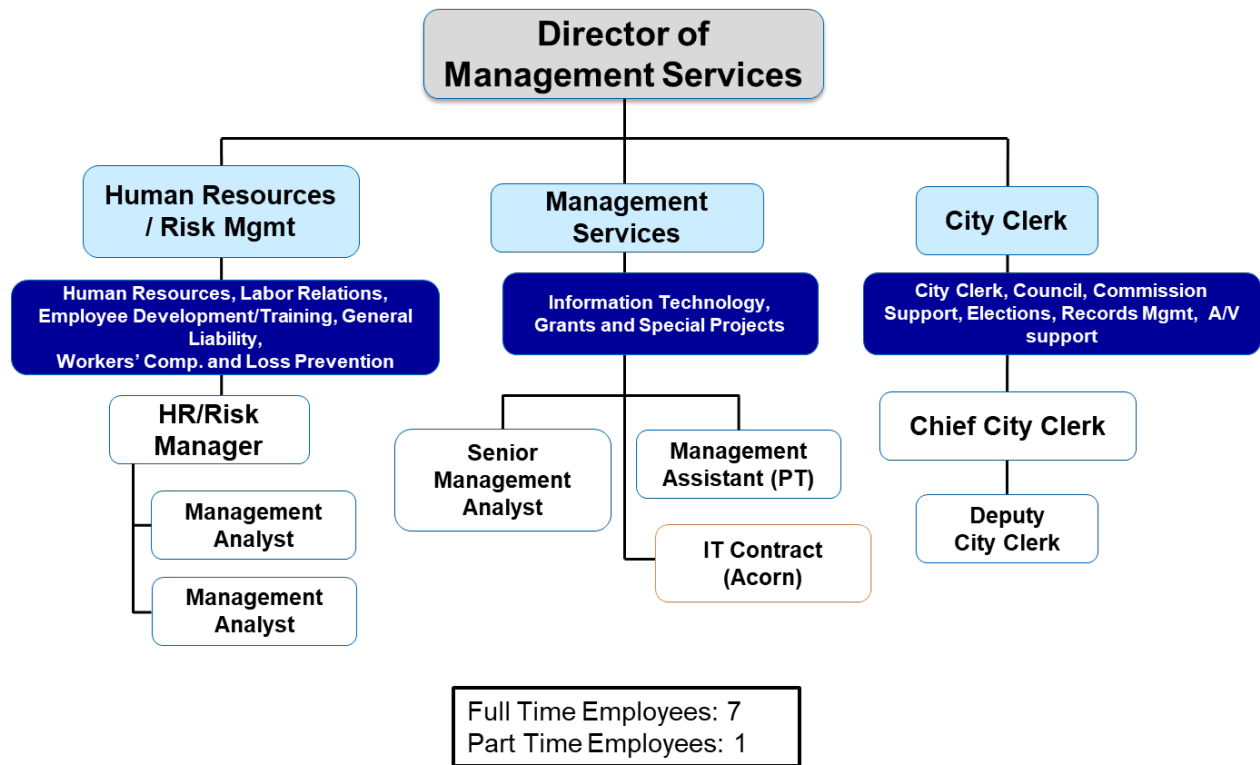 Director of
Management Services
Human Resources
/ Risk Mgmt
Human Resources, Labor Relations,
Employee Development/Training, General
Liability,
Workers’ Comp. and Loss Prevention
HR/Risk
Manager
Management
Analyst
Management
Analyst
Management
Services
Information Technology,
Grants and Special Projects
Senior
Management
Analyst
Management
Assistant (PT)
IT Contract
(Acorn)
City Clerk
City Clerk, Council, Commission
Support, Elections, Records Mgmt, A/V
support
Chief City Clerk
Deputy
City Clerk
Full Time Employees: 7
Part Time Employees: 1